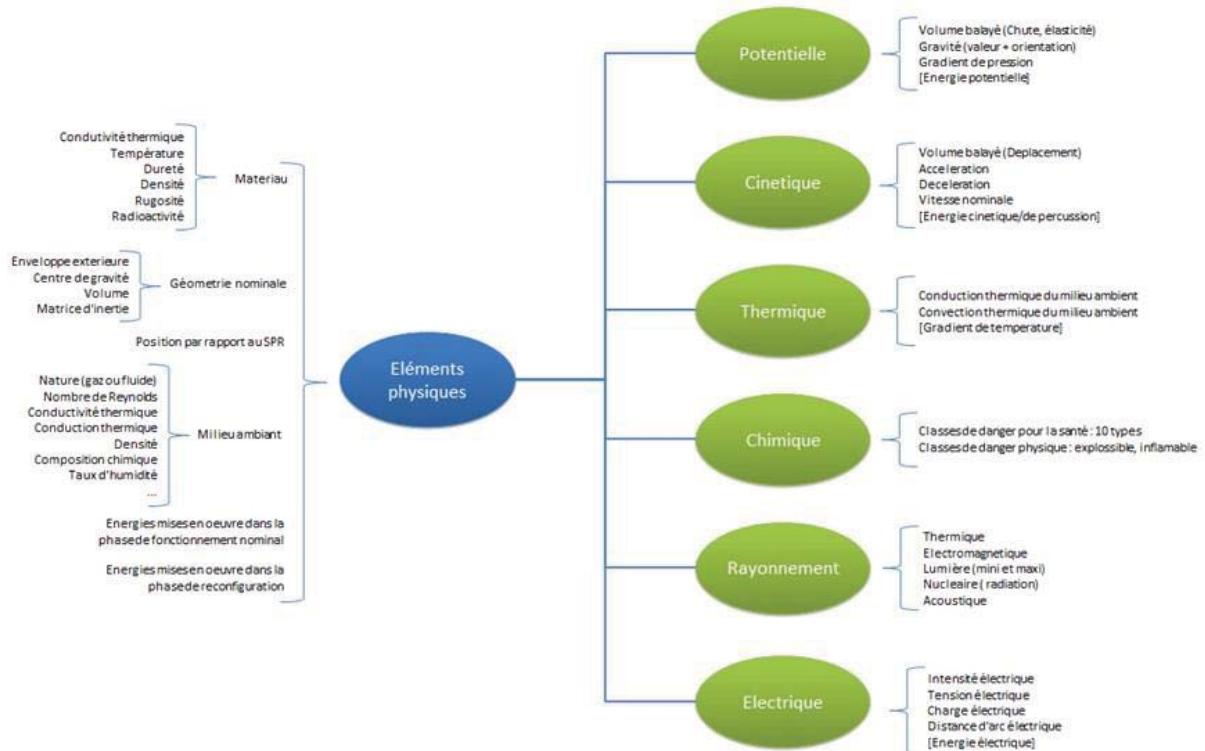 Condutivité thermique
Température
Dureté
Densité
Rugosité
Radioactivité
Materiau
Enveloppe exterieure
Centre de gravité
Volume
Matrice d'inertie
Géometrie nominale
Position par rapport au SPR
Nature (gaz ou fluide)
Nombre de Reynolds
Conductivité thermique
Conduction thermique
Densité
Composition chimique
Taux d'humidité
...
Milieu ambiant
Energies mises en oeuvre dans la
phase de fonctionnement nominal
Energies mises en oeuvre dans la
phase de reconfiguration
Eléments
physiques
Potentielle
Volume balayé (Chute, élasticité)
Gravité (valeur + orientation)
Gradient de pression
[Energie potentielle]
Cinetique
Volume balayé (Deplacement)
Acceleration
Deceleration
Vitesse nominale
[Energie cinetique/de percussion]
Thermique
Conduction thermique du milieu ambient
Convection thermique du milieu ambient
[Gradient de temperature]
Chimique
Classes de danger pour la santé : 10 types
Classes de danger physique : explossible, inflamable
Rayonnement
Thermique
Electromagnetique
Lumière (mini et maxi)
Nucleaire ( radiation)
Acoustique
Electrique
Intensité électrique
Tension électrique
Charge électrique
Distance d'arc électrique
[Energie électrique]